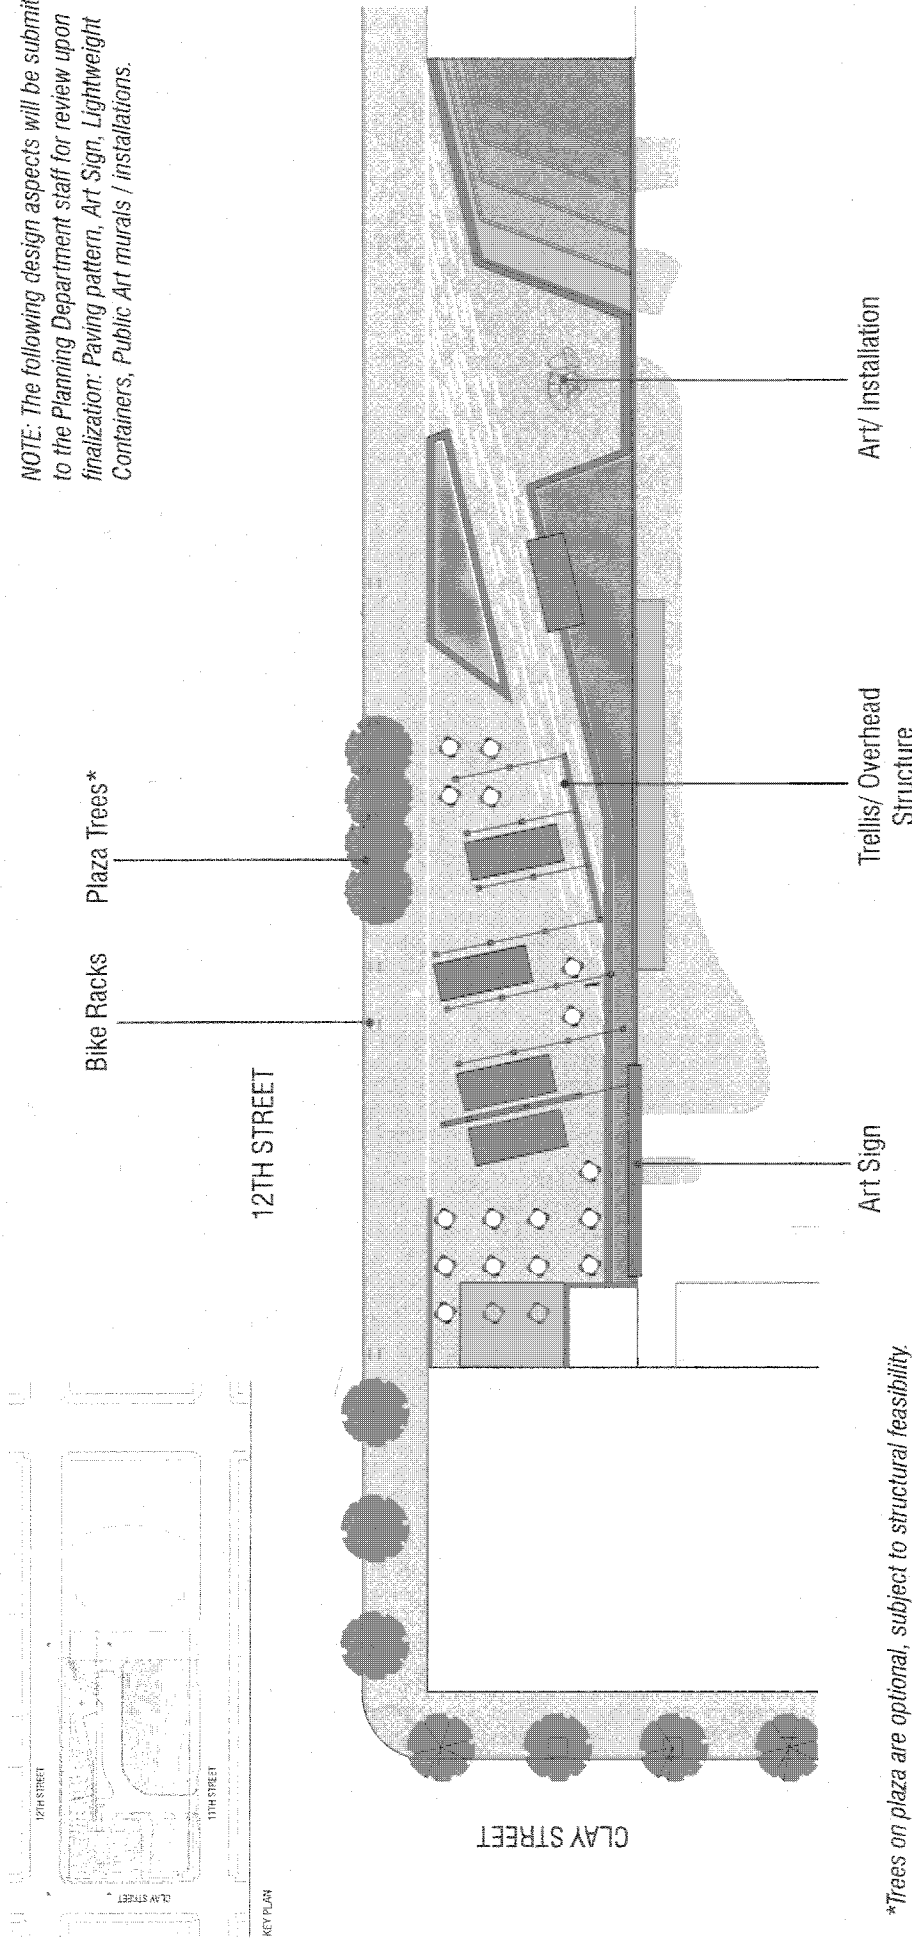 NOTE: The following design aspects will be submit
to the Planning Department staff for review upon
finalization: Paving pattern, Art Sign, Lightweight
Containers, Public Art murals / installations.
Bike Racks
Plaza Trees*
12TH STREET
12TH STREET
11TH STREET
CLAY STREET
KEY PLAN
CLAY STREET
Art Sign
Trellis/ Overhead
Structure
Art/ Installation
*Trees on plaza are optional, subject to structural feasibility.